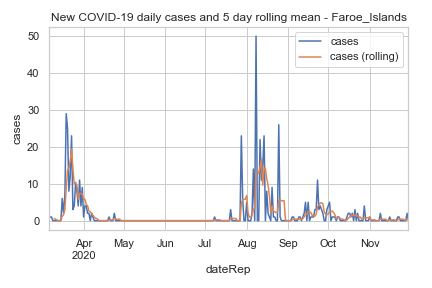 New COVID-19 daily cases and 5 day rolling mean - Faroe_Islands
cases
cases (rolling)
50
40
30
20
10
0
cases
Apr May Jun Jul Aug Sep Oct Nov
2020
dateRep